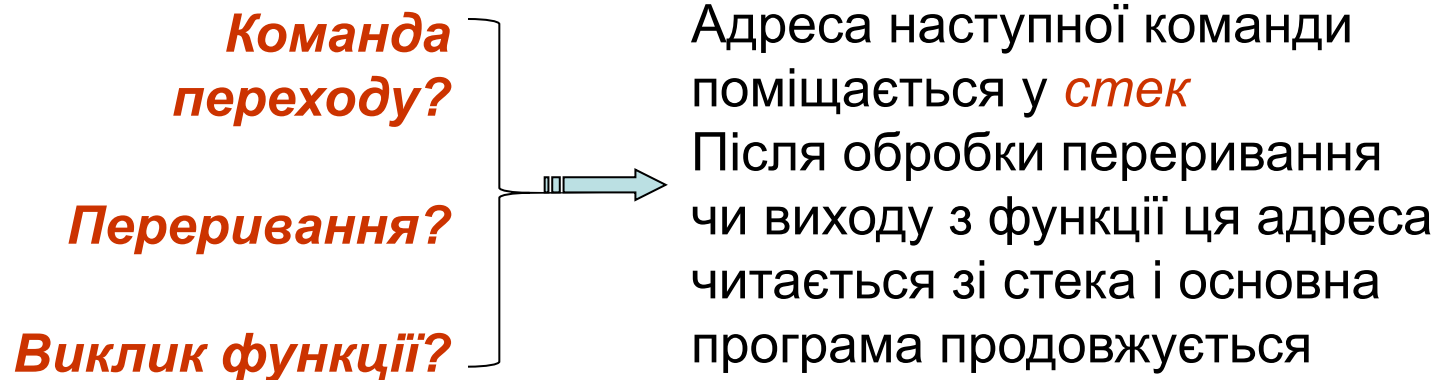 Команда
переходу?
Переривання?
Виклик функції?
Адреса наступної команди
поміщається у стек
Після обробки переривання
чи виходу з функції ця адреса
читається зі стека і основна
програма продовжується